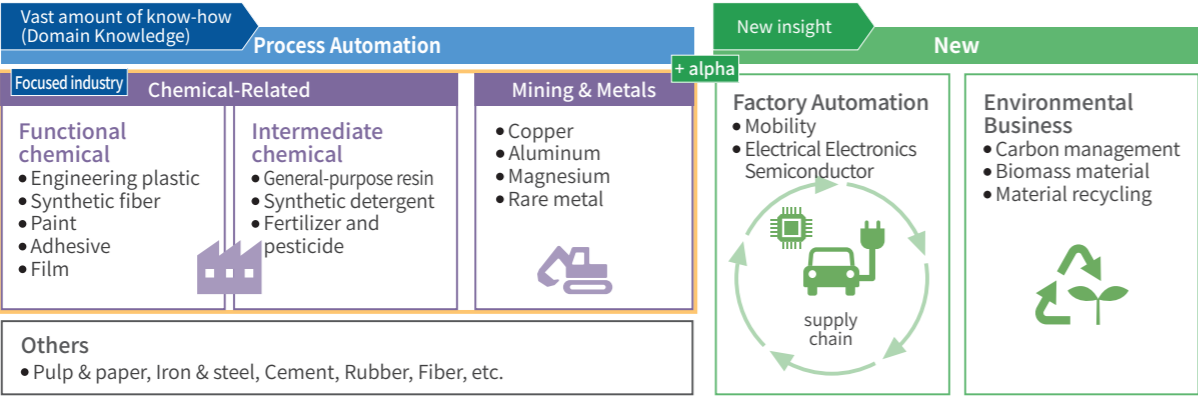 Vast amount of know-how
(Domain Knowledge)
Process Automation
New insight
New
+ alpha
Focused industry
Chemical-Related
Mining & Metals
Functional
chemical
• Engineering plastic
• Synthetic fiber
• Paint
• Adhesive
• Film
Intermediate
chemical
• General-purpose resin
• Synthetic detergent
• Fertilizer and
pesticide
• Copper
• Aluminum
• Magnesium
• Rare metal
Others
• Pulp & paper, Iron & steel, Cement, Rubber, Fiber, etc.
Factory Automation
• Mobility
• Electrical Electronics
Semiconductor
supply
chain
Environmental
Business
• Carbon management
• Biomass material
• Material recycling